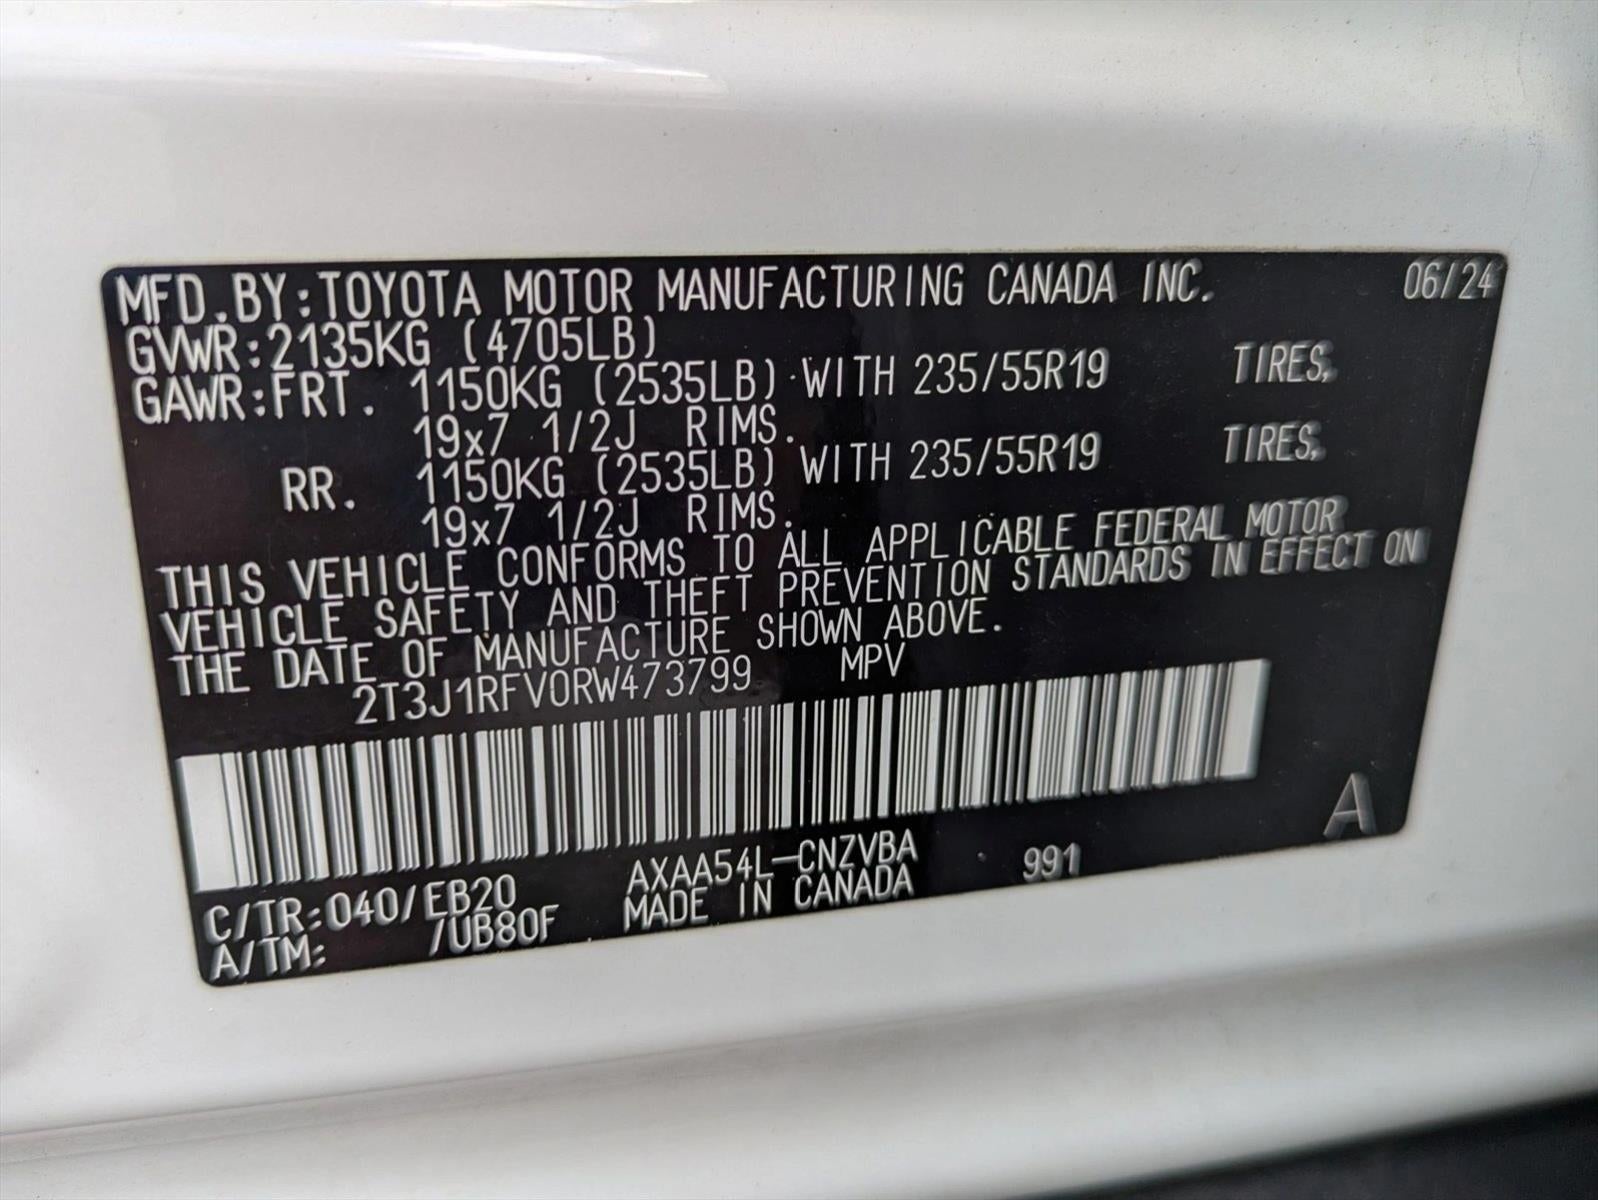 MFD.BY:TOYOTA MOTOR MANUFACTURING CANADA INC. 06/24
GVWR:2135KG (4705LB)
GAWR:FRT. 1150KG (2535LB) WITH 235/55R19 TIRES,
19x7 1/2J RIMS.
RR. 1150KG (2535LB) WITH 235/55R19 TIRES,
19x7 1/2J RIMS.
THIS VEHICLE CONFORMS TO ALL APPLICABLE FEDERAL MOTOR
VEHICLE SAFETY AND THEFT PREVENTION STANDARDS IN EFFECT ON
THE DATE OF MANUFACTURE SHOWN ABOVE.
2T3J1RFV0RW473799 MPV
C/TR:040/EB20 AXAA54L-CNZVBA 991 A
A/TM: /UB80F MADE IN CANADA